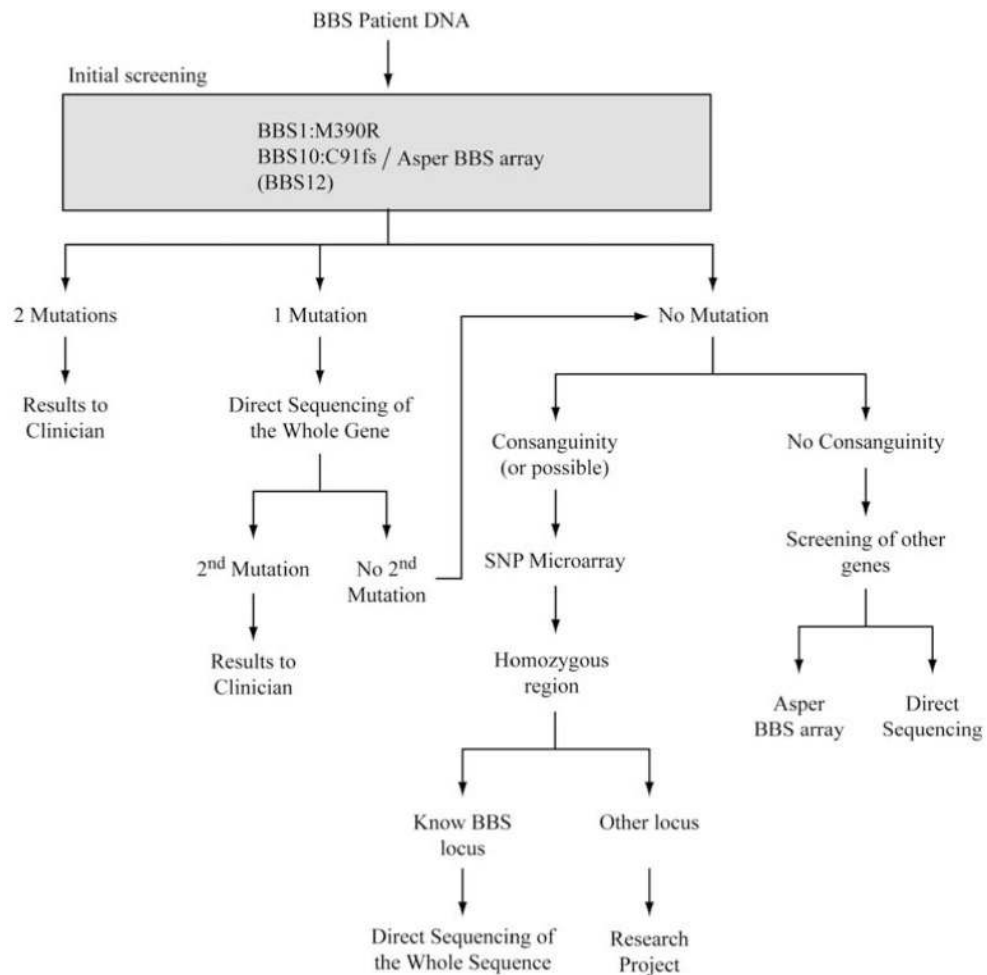 BBS Patient DNA
Initial screening
BBS1:M390R
BBS10:C91fs / Asper BBS array
(BBS12)
2 Mutations
1 Mutation
No Mutation
Results to
Clinician
Direct Sequencing of
the Whole Gene
Consanguinity
(or possible)
No Consanguinity
2nd Mutation
No 2nd
Mutation
SNP Microarray
Screening of other
genes
Results to
Clinician
Homozygous
region
Asper
BBS array
Direct
Sequencing
Know BBS
locus
Other locus
Direct Sequencing of
the Whole Sequence
Research
Project